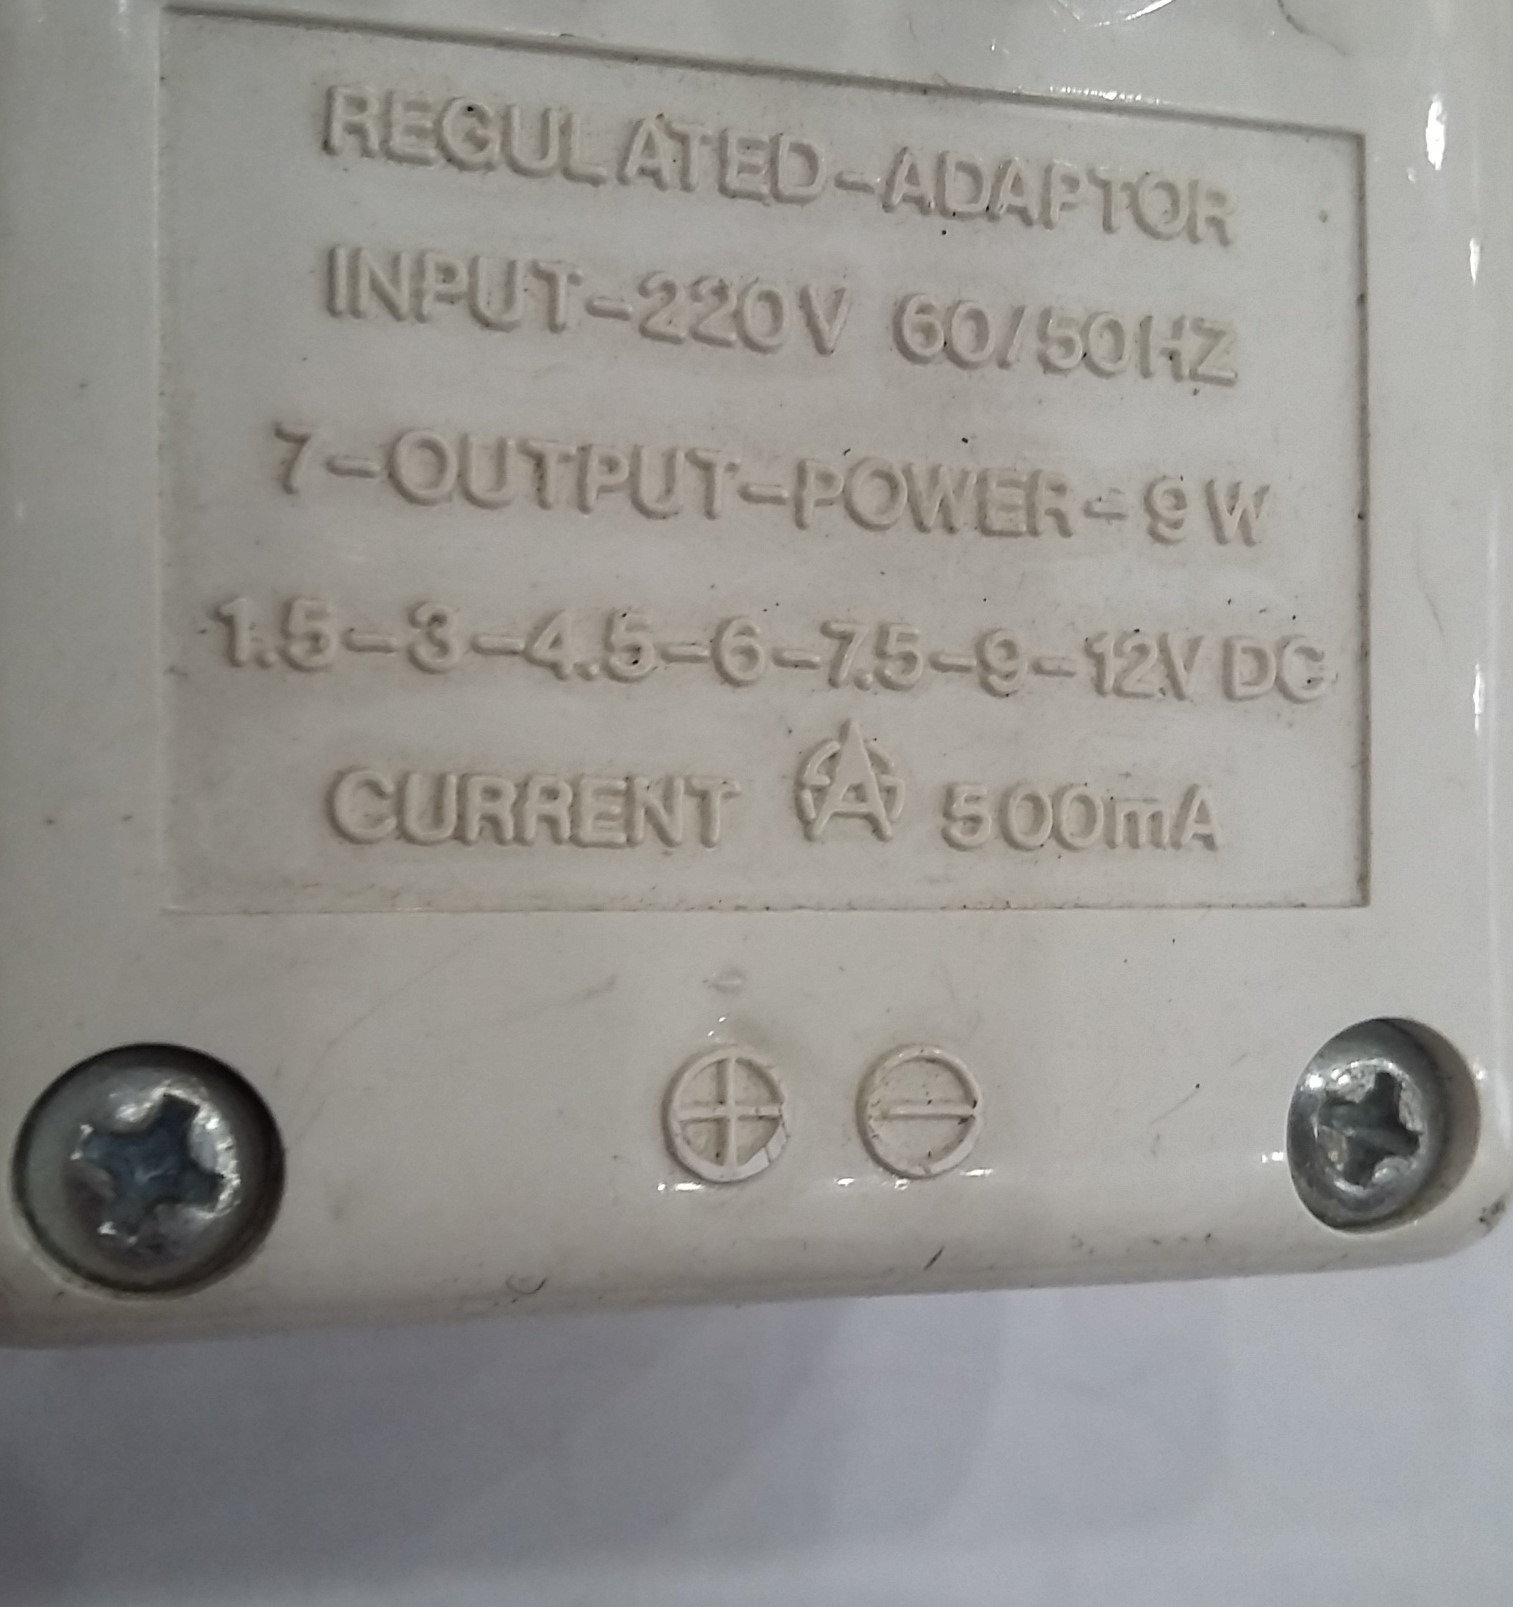 REGULATED-ADAPTOR
INPUT-220V 60/50HZ
7-OUTPUT-POWER-9W
1.5-3-4.5-6-7.5-9-12V DC
CURRENT A 500mA
+ -